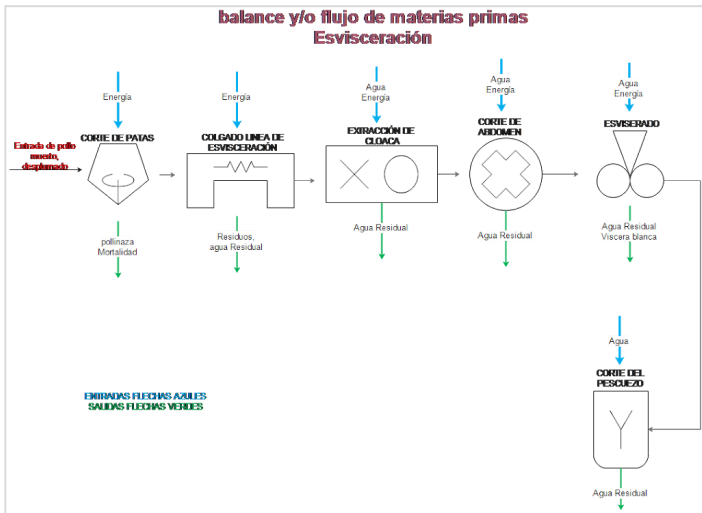 balance y/o flujo de materias primas
Esvisceración
Energía
Energía
Agua
Energía
Agua
Energía
Agua
Energía
CORTE DE PATAS
COLGADO LINEA DE
ESVISCERACIÓN
EXTRACCIÓN DE
CLOACA
CORTE DE
ABDOMEN
ESVISERADO
Entrada de pollo
muesto,
desplumado
pollinaza
Mortalidad
Residuos,
agua Residual
Agua Residual
Agua Residual
Agua Residual
Viscera blanca
Agua
CORTE DEL
PESCUEZO
ENTRADAS FLECHAS AZULES
SALIDAS FLECHAS VERDES
Agua Residual